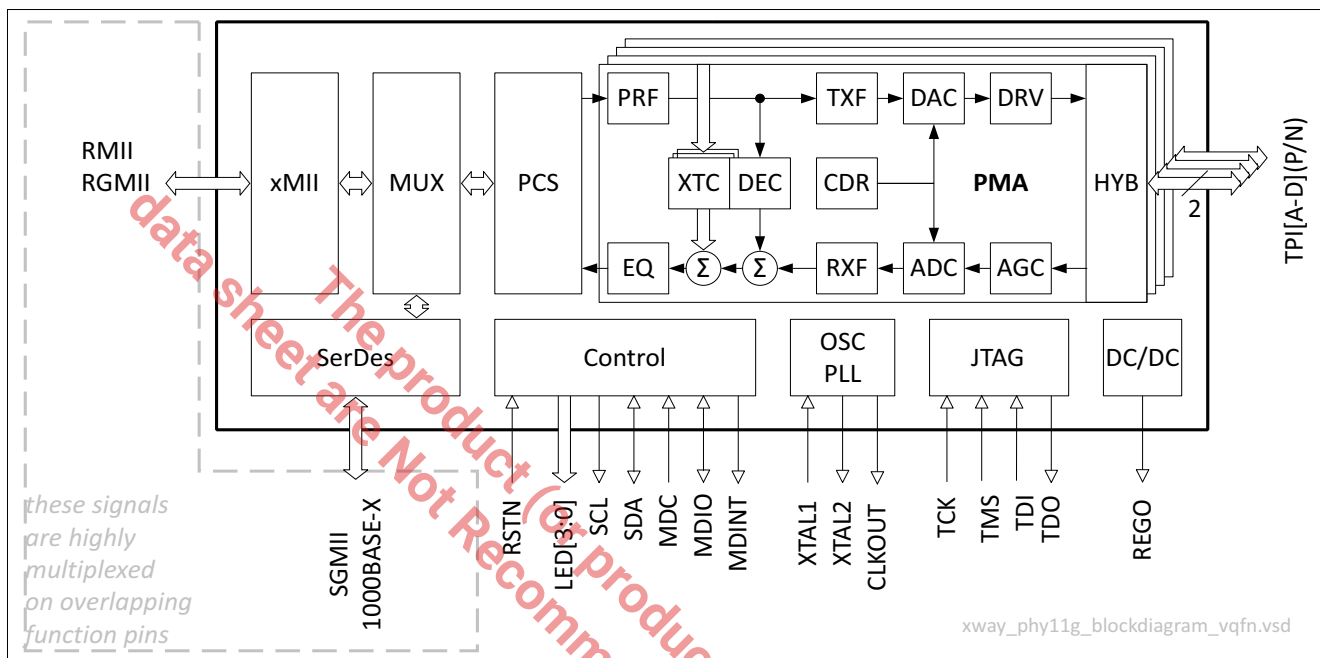 RMII
RGMII
xMII
MUX
PCS
PRF
TXF
DAC
DRV
XTC
DEC
CDR
PMA
HYB
EQ
Σ
Σ
RXF
ADC
AGC
2
TPI[A-D](P/N)
SerDes
Control
OSC
PLL
JTAG
DC/DC
SGMII
1000BASE-X
RSTN
LED[3:0]
SCL
SDA
MDC
MDIO
MDINT
XTAL1
XTAL2
CLKOUT
TCK
TMS
TDI
TDO
REGO
these signals
are highly
multiplexed
on overlapping
function pins
xway_phy11g_blockdiagram_vqfn.vsd
The product (or produc
data sheet are Not Recomm